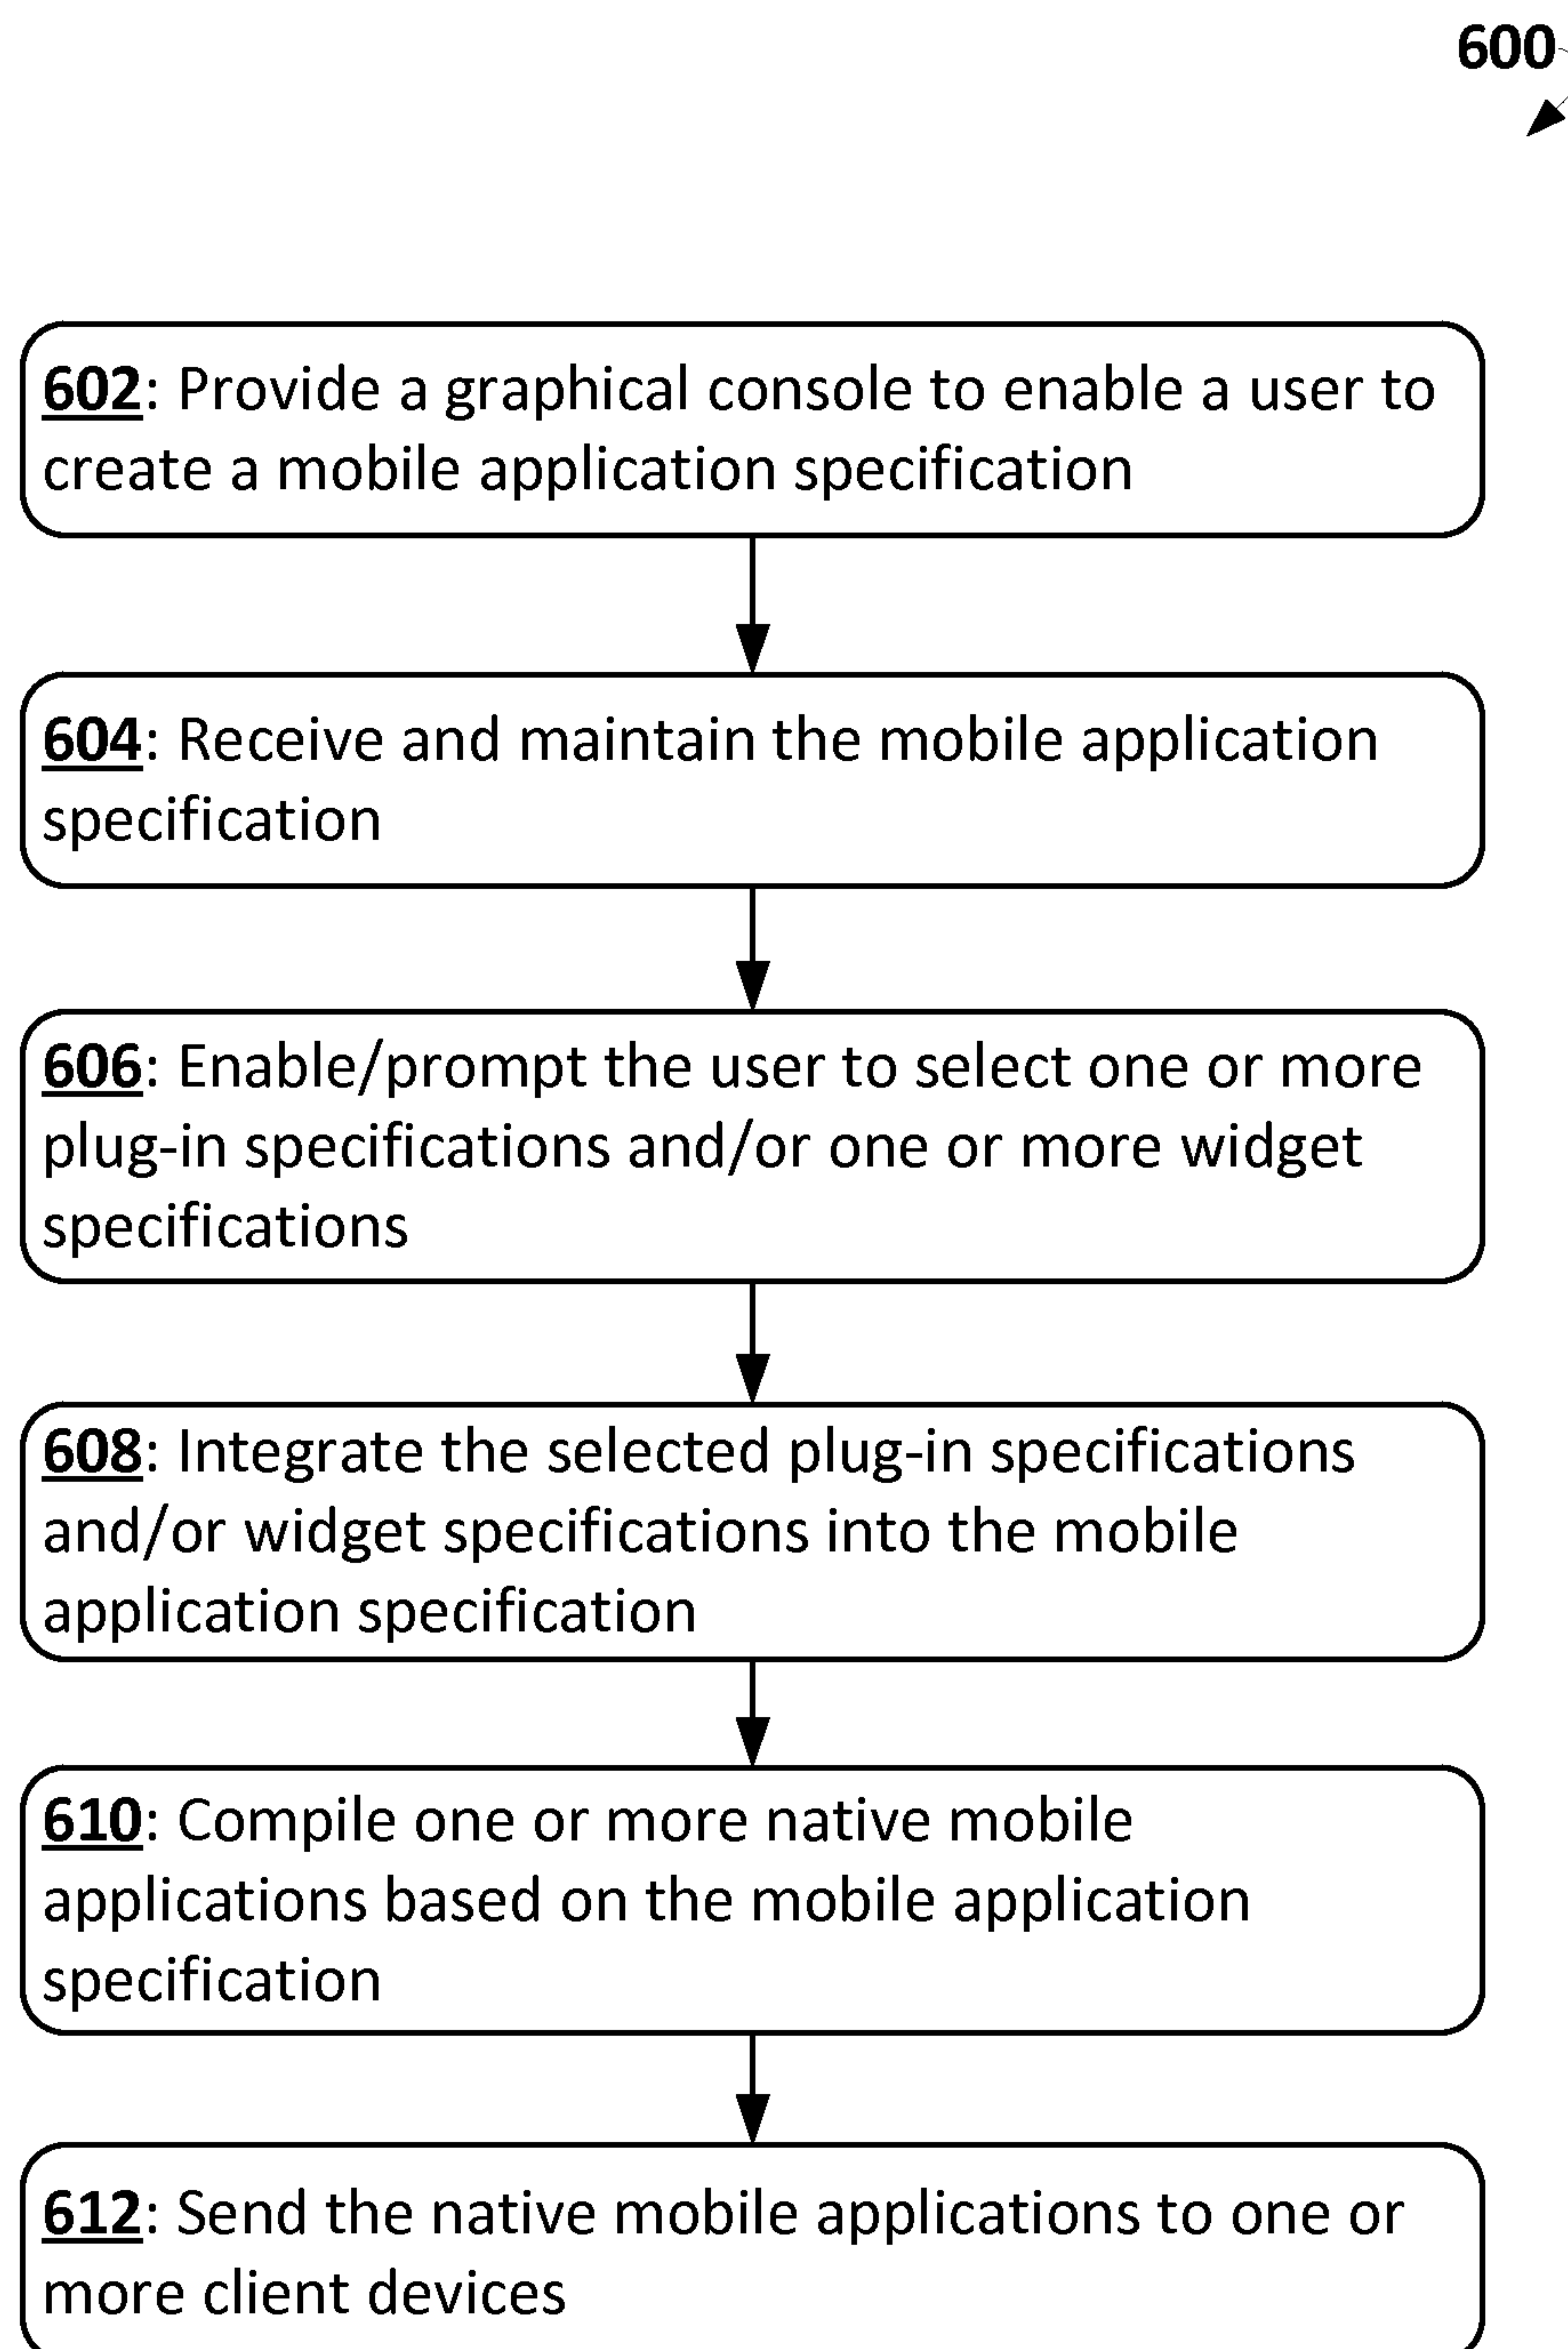 600
602: Provide a graphical console to enable a user to
create a mobile application specification
604: Receive and maintain the mobile application
specification
606: Enable/prompt the user to select one or more
plug-in specifications and/or one or more widget
specifications
608: Integrate the selected plug-in specifications
and/or widget specifications into the mobile
application specification
610: Compile one or more native mobile
applications based on the mobile application
specification
612: Send the native mobile applications to one or
more client devices